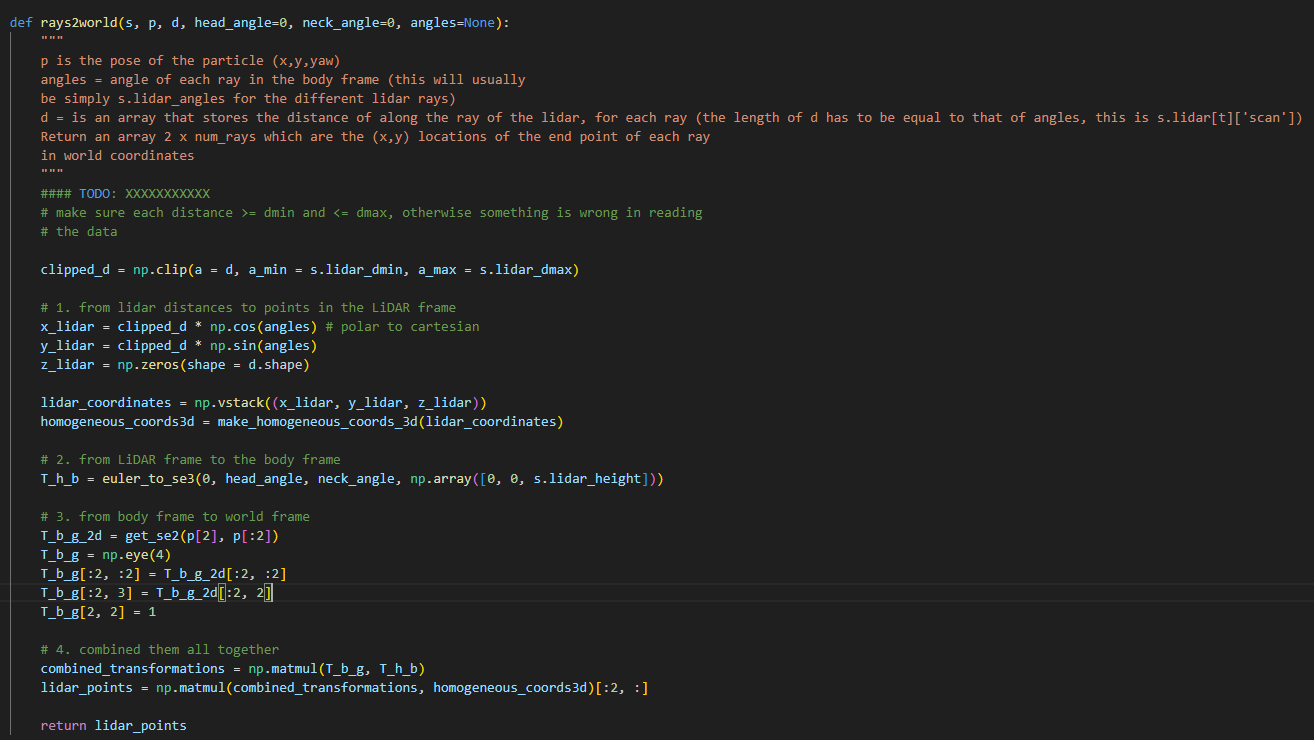 def rays2world(s, p, d, head_angle=0, neck_angle=0, angles=None):
"""
p is the pose of the particle (x,y,yaw)
angles = angle of each ray in the body frame (this will usually
be simply s.lidar_angles for the different lidar rays)
d = is an array that stores the distance of along the ray of the lidar, for each ray (the length of d has to be equal to that of angles, this is s.lidar[t]['scan'])
Return an array 2 x num_rays which are the (x,y) locations of the end point of each ray
in world coordinates
"""
#### TODO: XXXXXXXXXXX
# make sure each distance >= dmin and <= dmax, otherwise something is wrong in reading
# the data
clipped_d = np.clip(a = d, a_min = s.lidar_dmin, a_max = s.lidar_dmax)
# 1. from lidar distances to points in the LiDAR frame
x_lidar = clipped_d * np.cos(angles) # polar to cartesian
y_lidar = clipped_d * np.sin(angles)
z_lidar = np.zeros(shape = d.shape)
lidar_coordinates = np.vstack((x_lidar, y_lidar, z_lidar))
homogeneous_coords3d = make_homogeneous_coords_3d(lidar_coordinates)
# 2. from LiDAR frame to the body frame
T_h_b = euler_to_se3(0, head_angle, neck_angle, np.array([0, 0, s.lidar_height]))
# 3. from body frame to world frame
T_b_g_2d = get_se2(p[2], p[:2])
T_b_g = np.eye(4)
T_b_g[:2, :2] = T_b_g_2d[:2, :2]
T_b_g[:2, 3] = T_b_g_2d[:2, 2]
T_b_g[2, 2] = 1
# 4. combined them all together
combined_transformations = np.matmul(T_b_g, T_h_b)
lidar_points = np.matmul(combined_transformations, homogeneous_coords3d)[:2, :]
return lidar_points